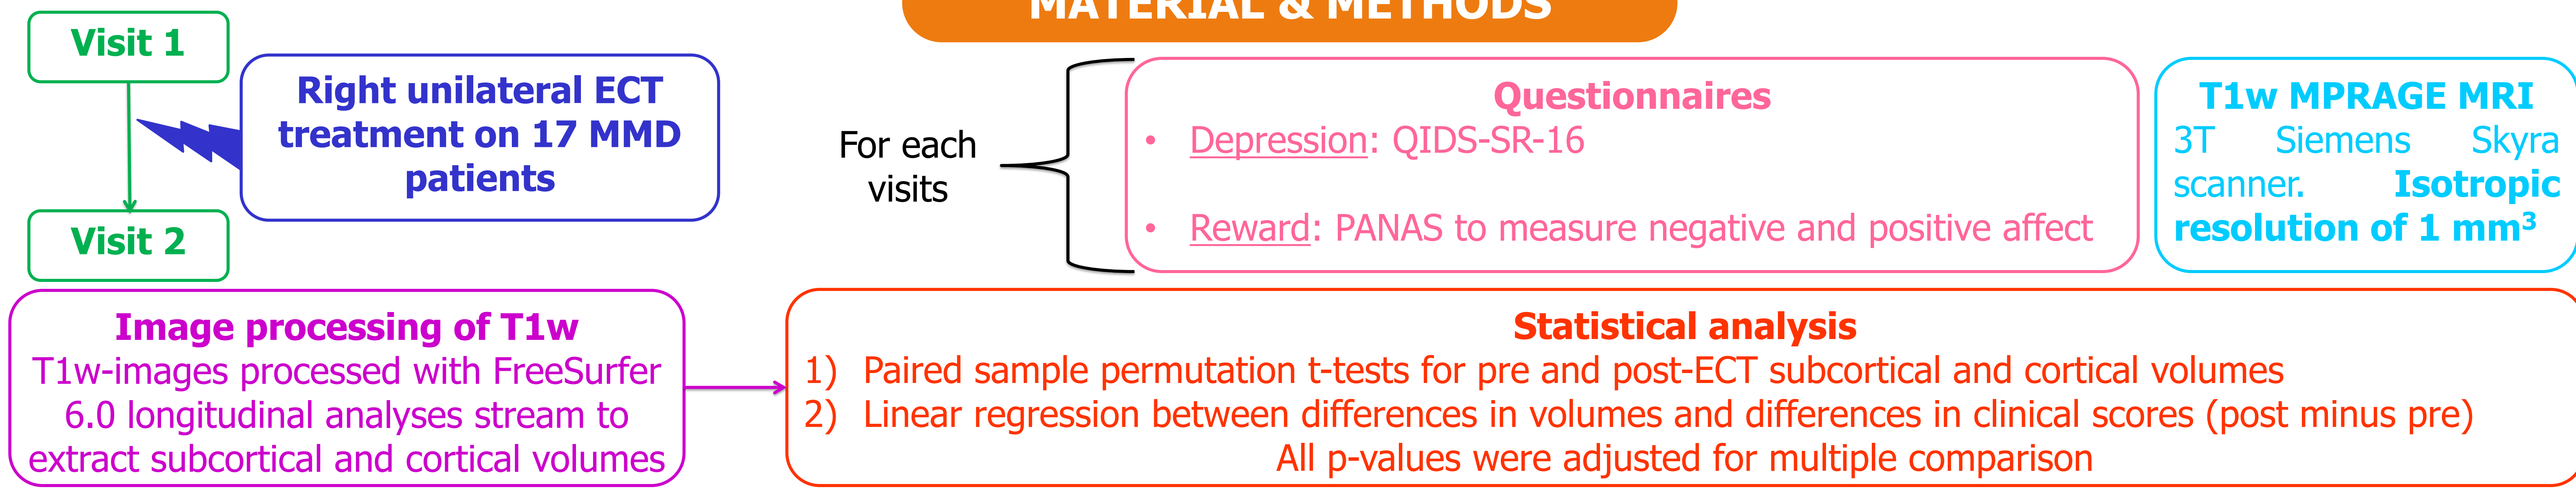 MATERIAL & METHODS
Visit 1
Right unilateral ECT
treatment on 17 MMD
patients
Visit 2
For each
visits
Questionnaires
• Depression: QIDS-SR-16
• Reward: PANAS to measure negative and positive affect
T1w MPRAGE MRI
3T Siemens Skyra
scanner. Isotropic
resolution of 1 mm³
Image processing of T1w
T1w-images processed with FreeSurfer
6.0 longitudinal analyses stream to
extract subcortical and cortical volumes
Statistical analysis
1) Paired sample permutation t-tests for pre and post-ECT subcortical and cortical volumes
2) Linear regression between differences in volumes and differences in clinical scores (post minus pre)
All p-values were adjusted for multiple comparison